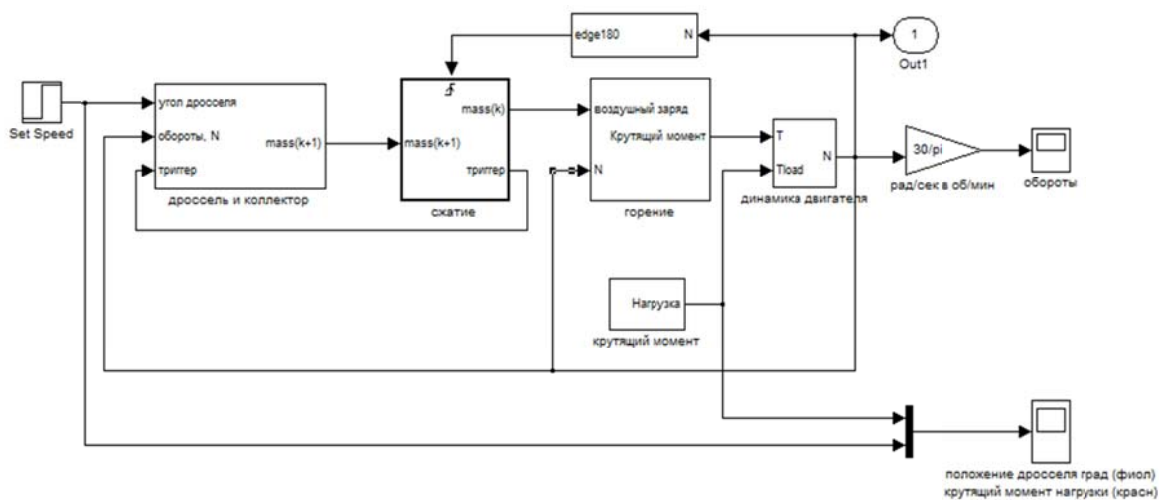 edge180
N
1
Out1
Set Speed
угол дросселя
обороты, N
триггер
mass(k+1)
дроссель и коллектор
mass(k)
mass(k+1)
триггер
сжатие
воздушный заряд
Крутящий момент
N
горение
T
Tload
N
динамика двигателя
30/pi
рад/сек в об/мин
обороты
Нагрузка
крутящий момент
положение дросселя град (фиол)
крутящий момент нагрузки (красн)